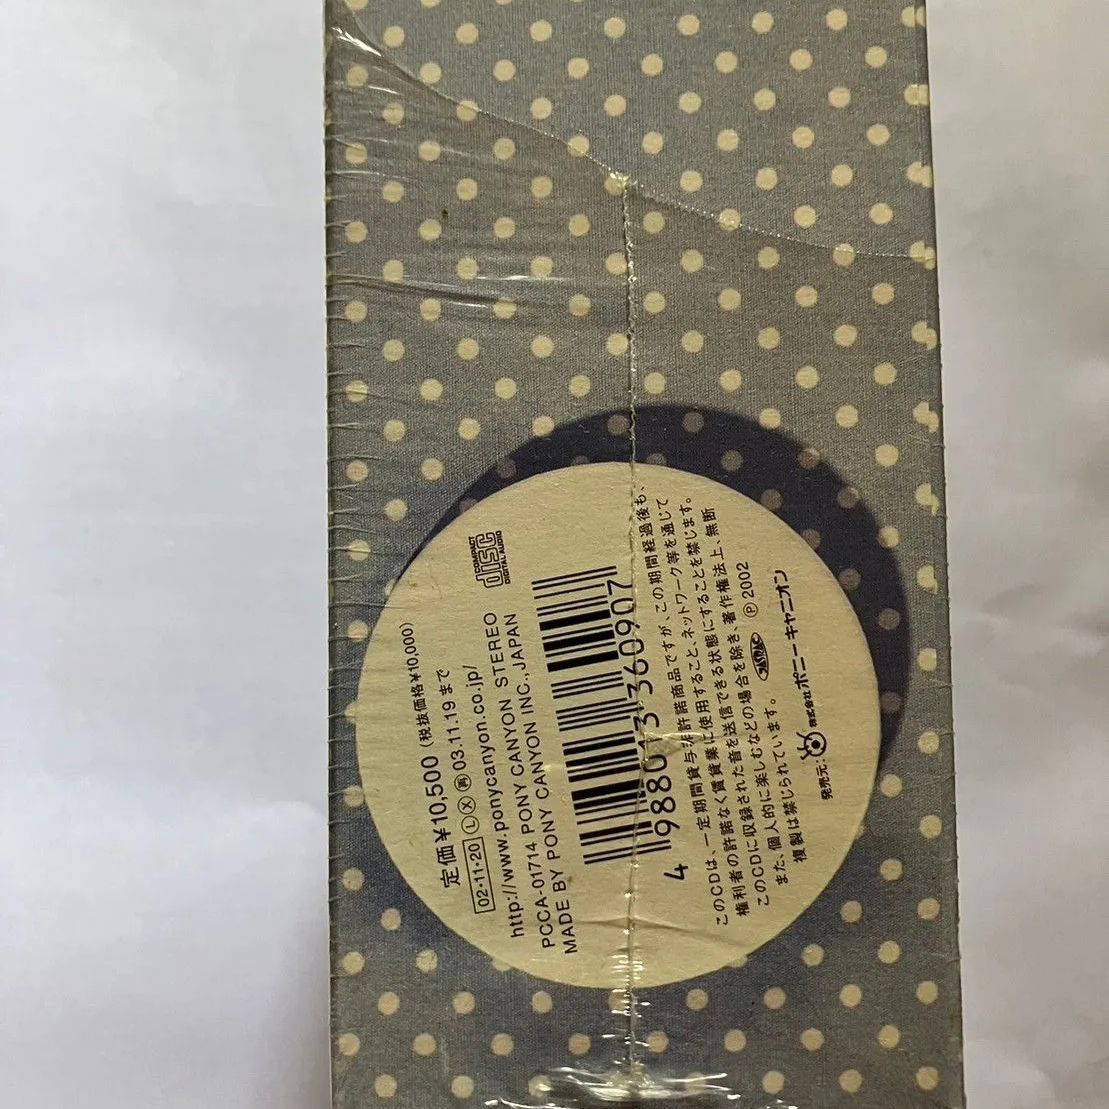 定価¥10,500(税抜価格¥10,000)
02・11・20 Ⓛ Ⓧ ㊢ 03.11.19 まで
http://www.ponycanyon.co.jp/
PCCA-01714 PONY CANYON STEREO
MADE BY PONY CANYON INC., JAPAN
COMPACT
disc
DIGITAL AUDIO
4 988013 360907
このCDは、一定期間貸与非許諾商品ですが、この期間経過後も、
権利者の許諾なく賃貸業に使用すること、ネットワーク等を通じて
このCDに収録された音を送信できる状態にすることを禁じます。
また、個人的に楽しむなどの場合を除き、著作権法上、無断
複製は禁じられています。 JASRAC Ⓟ2002
発売元: 株式会社ポニーキャニオン